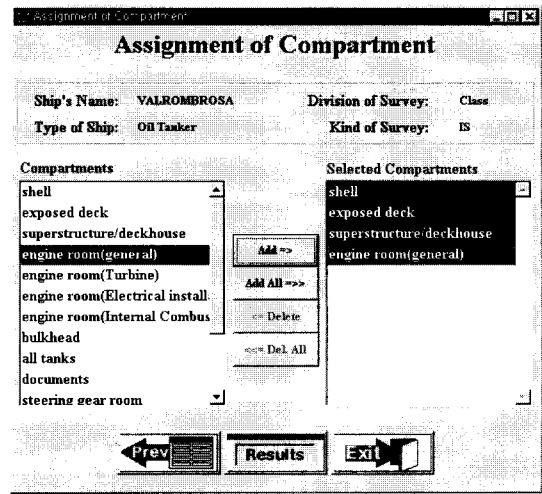 Assignment of Compartment
Assignment of Compartment
Ship's Name: VALROMBROSA Division of Survey: Class
Type of Ship: Oil Tanker Kind of Survey: IS
Compartments
shell
exposed deck
superstructure/deckhouse
engine room(general)
engine room(Turbine)
engine room(Electrical install
engine room(Internal Combus
bulkhead
all tanks
documents
steering gear room
Add =>
Add All =>>
<= Delete
<<= Del. All
Selected Compartments
shell
exposed deck
superstructure/deckhouse
engine room(general)
Prev
Results
Exit